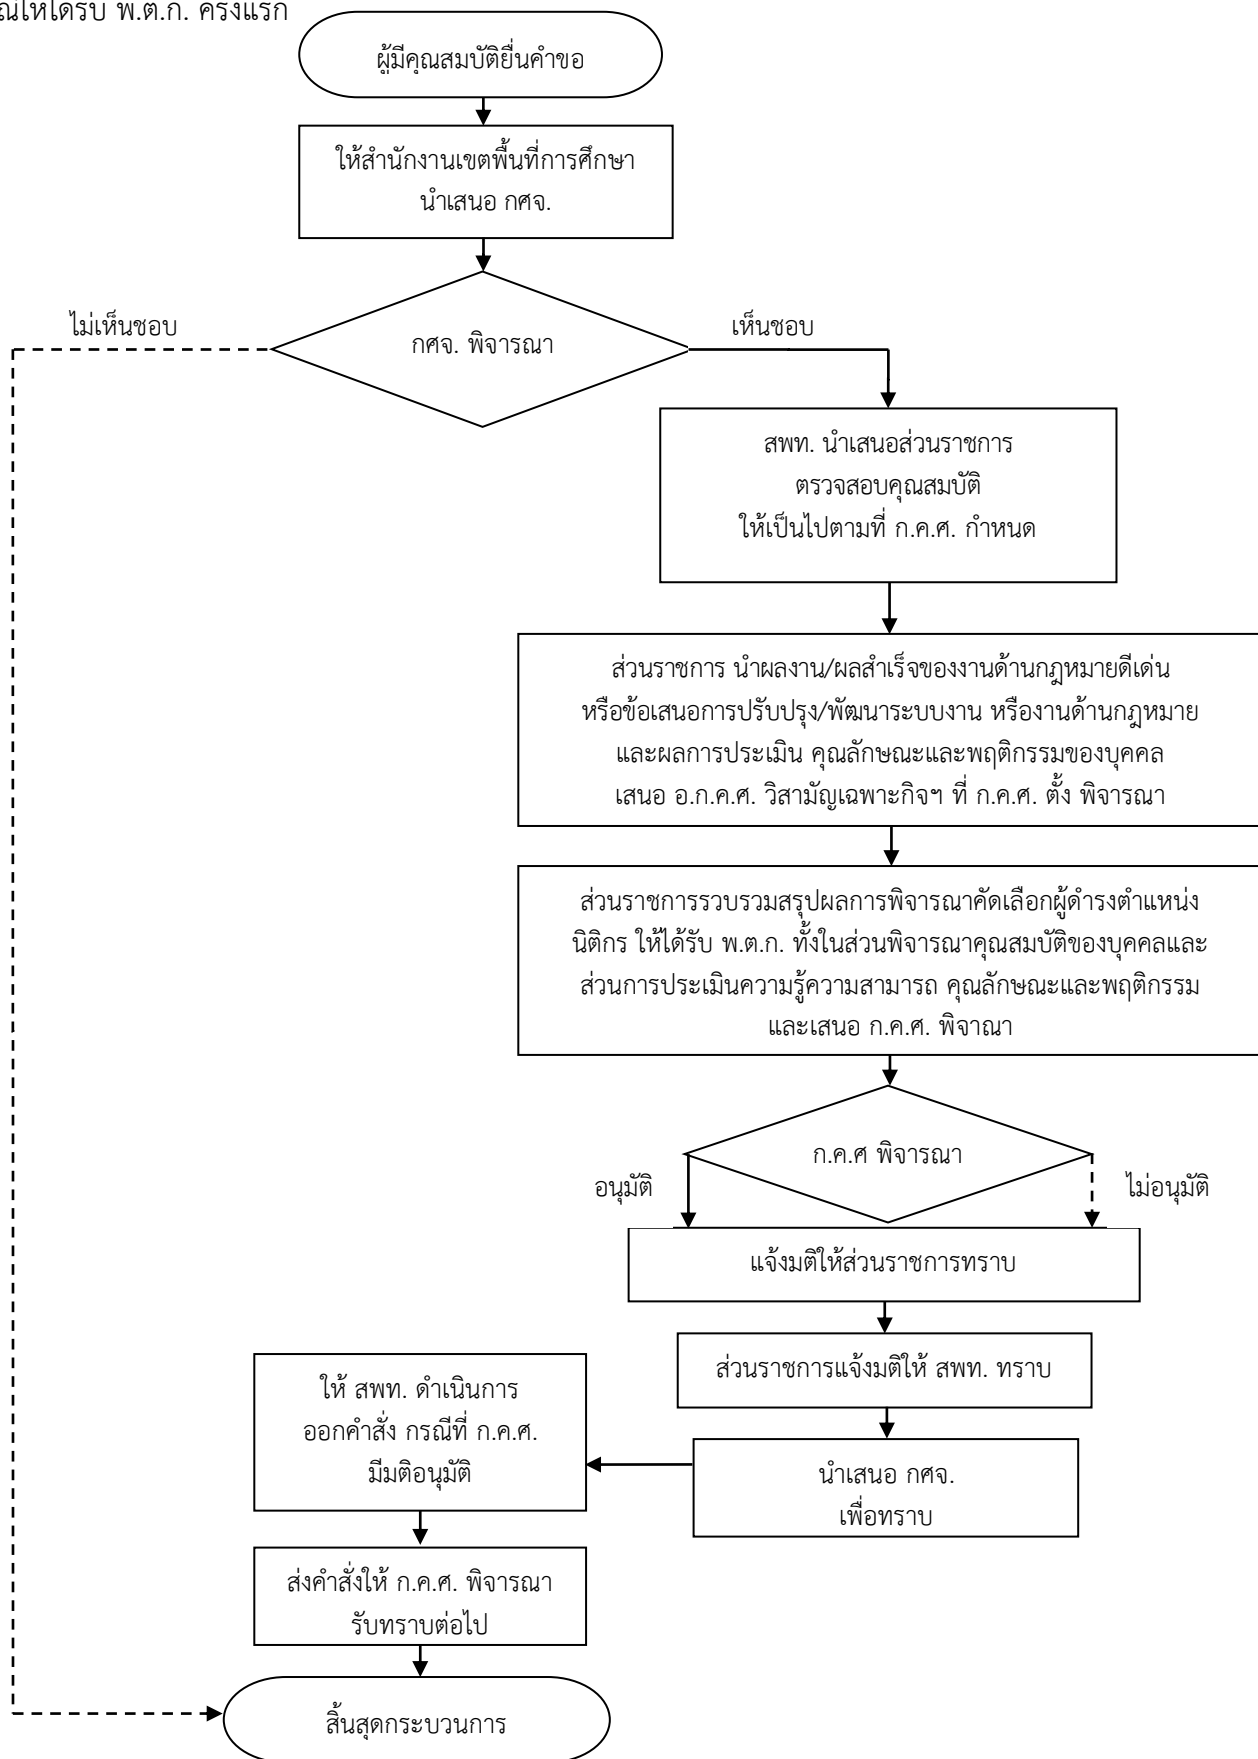 ณให้ได้รับ พ.ต.ก. ครั้งแรก
ผู้มีคุณสมบัติยื่นคำขอ
ให้สำนักงานเขตพื้นที่การศึกษา
นำเสนอ กศจ.
ไม่เห็นชอบ
กศจ. พิจารณา
เห็นชอบ
สพท. นำเสนอส่วนราชการ
ตรวจสอบคุณสมบัติ
ให้เป็นไปตามที่ ก.ค.ศ. กำหนด
ส่วนราชการ นำผลงาน/ผลสำเร็จของงานด้านกฎหมายดีเด่น
หรือข้อเสนอการปรับปรุง/พัฒนาระบบงาน หรืองานด้านกฎหมาย
และผลการประเมิน คุณลักษณะและพฤติกรรมของบุคคล
เสนอ อ.ก.ค.ศ. วิสามัญเฉพาะกิจฯ ที่ ก.ค.ศ. ตั้ง พิจารณา
ส่วนราชการรวบรวมสรุปผลการพิจารณาคัดเลือกผู้ดำรงตำแหน่ง
นิติกร ให้ได้รับ พ.ต.ก. ทั้งในส่วนพิจารณาคุณสมบัติของบุคคลและ
ส่วนการประเมินความรู้ความสามารถ คุณลักษณะและพฤติกรรม
และเสนอ ก.ค.ศ. พิจาณา
ก.ค.ศ พิจารณา
อนุมัติ
ไม่อนุมัติ
แจ้งมติให้ส่วนราชการทราบ
ส่วนราชการแจ้งมติให้ สพท. ทราบ
นำเสนอ กศจ.
เพื่อทราบ
ให้ สพท. ดำเนินการ
ออกคำสั่ง กรณีที่ ก.ค.ศ.
มีมติอนุมัติ
ส่งคำสั่งให้ ก.ค.ศ. พิจารณา
รับทราบต่อไป
สิ้นสุดกระบวนการ